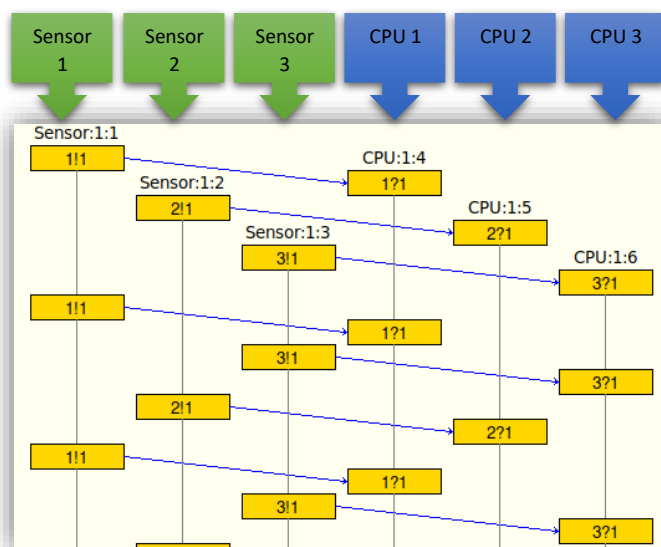 Sensor
1
Sensor
2
Sensor
3
CPU 1
CPU 2
CPU 3
Sensor:1:1
1!1
CPU:1:4
1?1
Sensor:1:2
2!1
CPU:1:5
2?1
Sensor:1:3
3!1
CPU:1:6
3?1
1!1
1?1
3!1
3?1
2!1
2?1
1!1
1?1
3!1
3?1